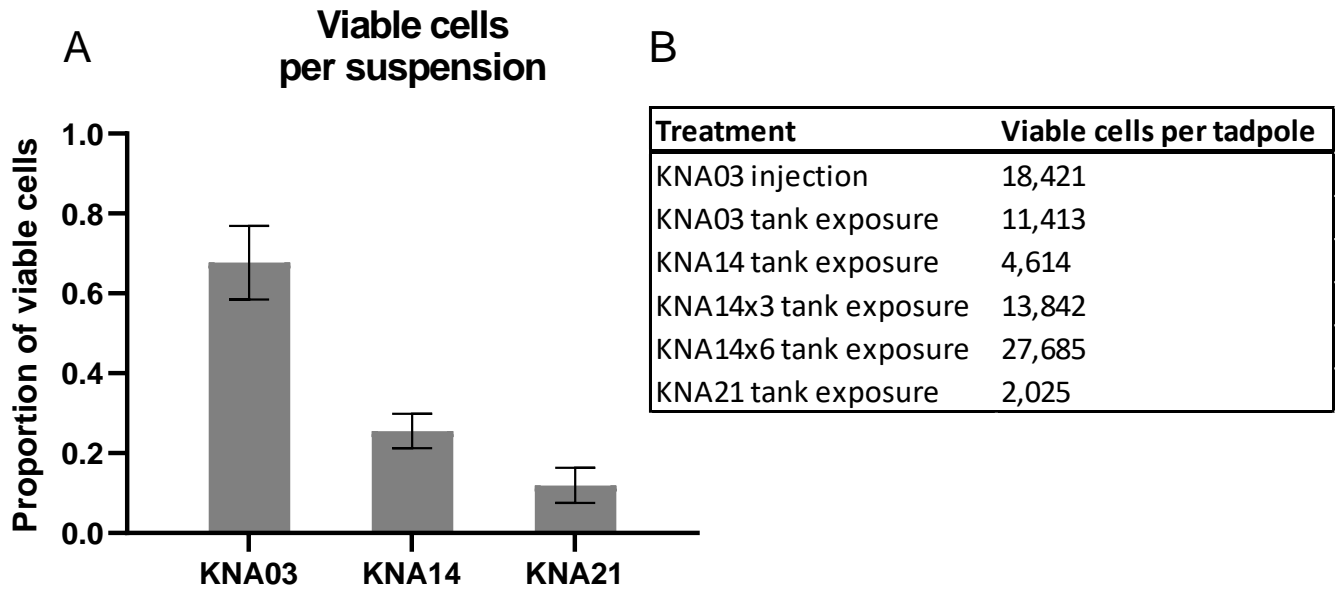 A
Viable cells
per suspension
Proportion of viable cells
1.0
0.8
0.6
0.4
0.2
0.0
KNA03 KNA14 KNA21
B
Treatment Viable cells per tadpole
KNA03 injection 18,421
KNA03 tank exposure 11,413
KNA14 tank exposure 4,614
KNA14x3 tank exposure 13,842
KNA14x6 tank exposure 27,685
KNA21 tank exposure 2,025